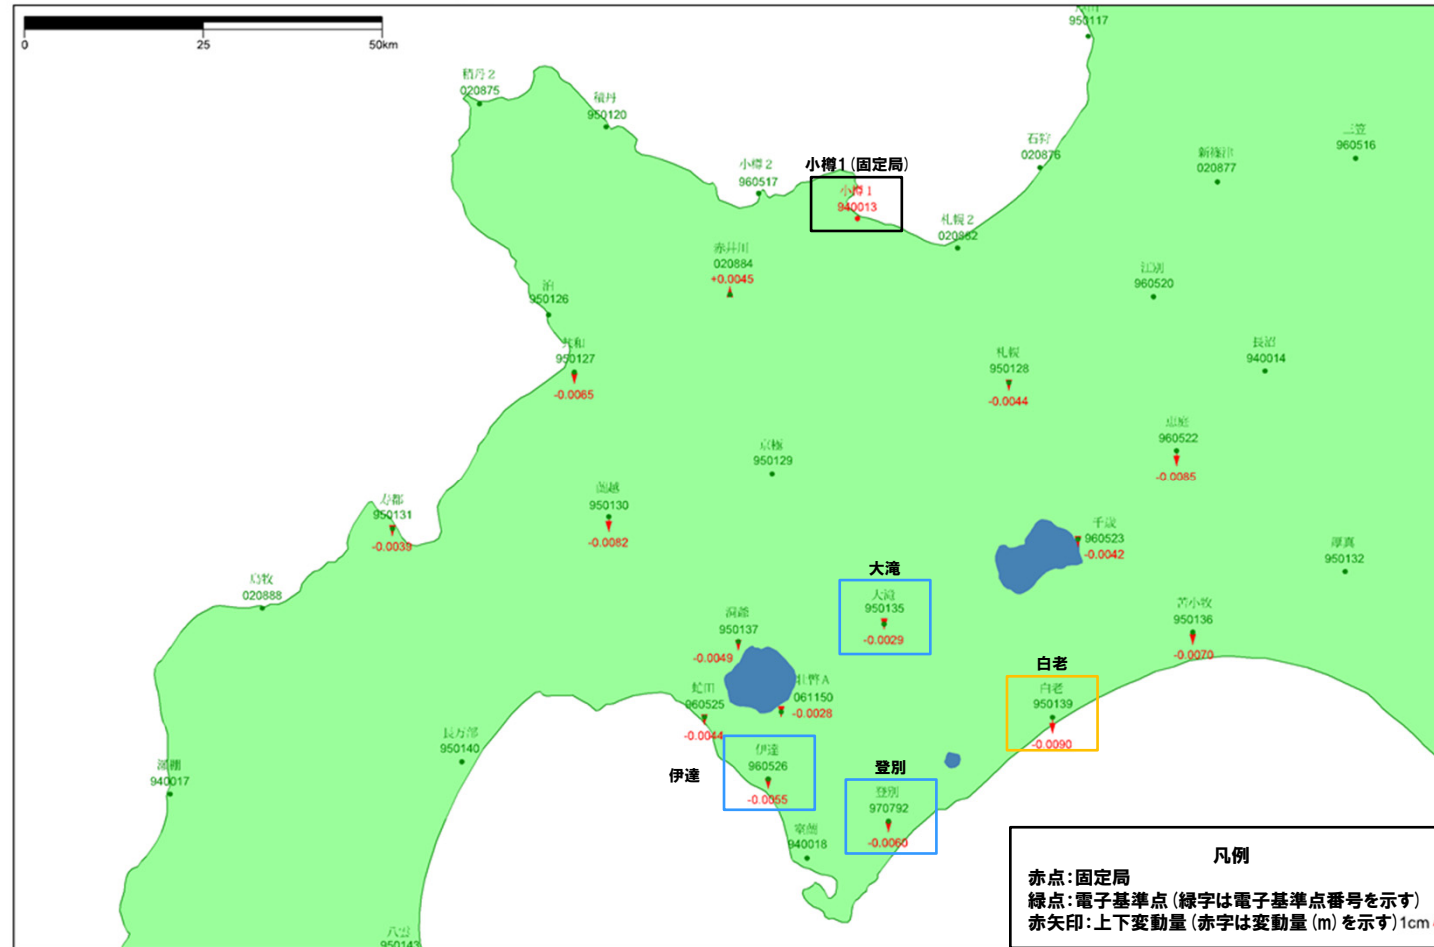 950117
0
25
50km
積丹2
020875
積丹
950120
三笠
960516
石狩
020876
新篠津
020877
小樽2
960517
小樽1(固定局)
小樽1
940013
札幌2
020882
赤井川
020884
+0.0045
江別
960520
泊
950126
共和
950127
-0.0065
長沼
940014
札幌
950128
-0.0044
恵庭
960522
-0.0085
京極
950129
蘭越
950130
-0.0082
寿都
950131
-0.0039
千歳
960523
-0.0042
厚真
950132
島牧
020888
大滝
大滝
950135
-0.0029
苫小牧
950136
-0.0070
洞爺
950137
-0.0049
白老
白老
950139
-0.0090
壮瞥A
061150
-0.0028
虻田
960525
-0.0044
長万部
950140
伊達
伊達
960526
-0.0055
登別
登別
970792
-0.0060
瀬棚
940017
室蘭
940018
八雲
950143
凡例
赤点:固定局
緑点:電子基準点(緑字は電子基準点番号を示す)
赤矢印:上下変動量(赤字は変動量(m)を示す)1cm